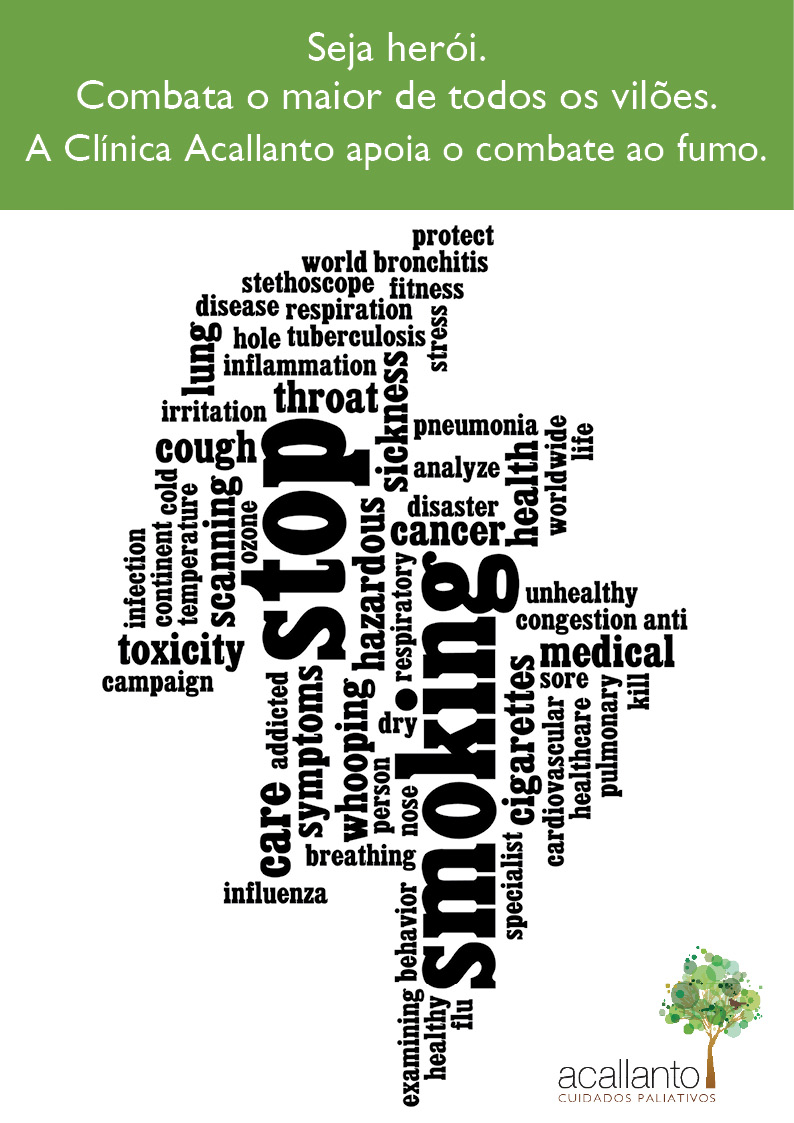 Seja herói.
Combata o maior de todos os vilões.
A Clínica Acallanto apoia o combate ao fumo.
protect
world bronchitis
stethoscope fitness
disease respiration
stress
lung
hole tuberculosis
inflammation
throat
sickness
irritation
pneumonia
worldwide
life
cough
stop
analyze
health
cold
scanning
disaster
temperature
ozone
hazardous
cancer
infection
continent
respiratory
smoking
unhealthy
congestion anti
toxicity
medical
campaign
addicted
symptoms
whooping
dry
cigarettes
sore
kill
pulmonary
healthcare
cardiovascular
person
nose
care
breathing
specialist
influenza
behavior
examining
healthy
flu
acallanto
CUIDADOS PALIATIVOS